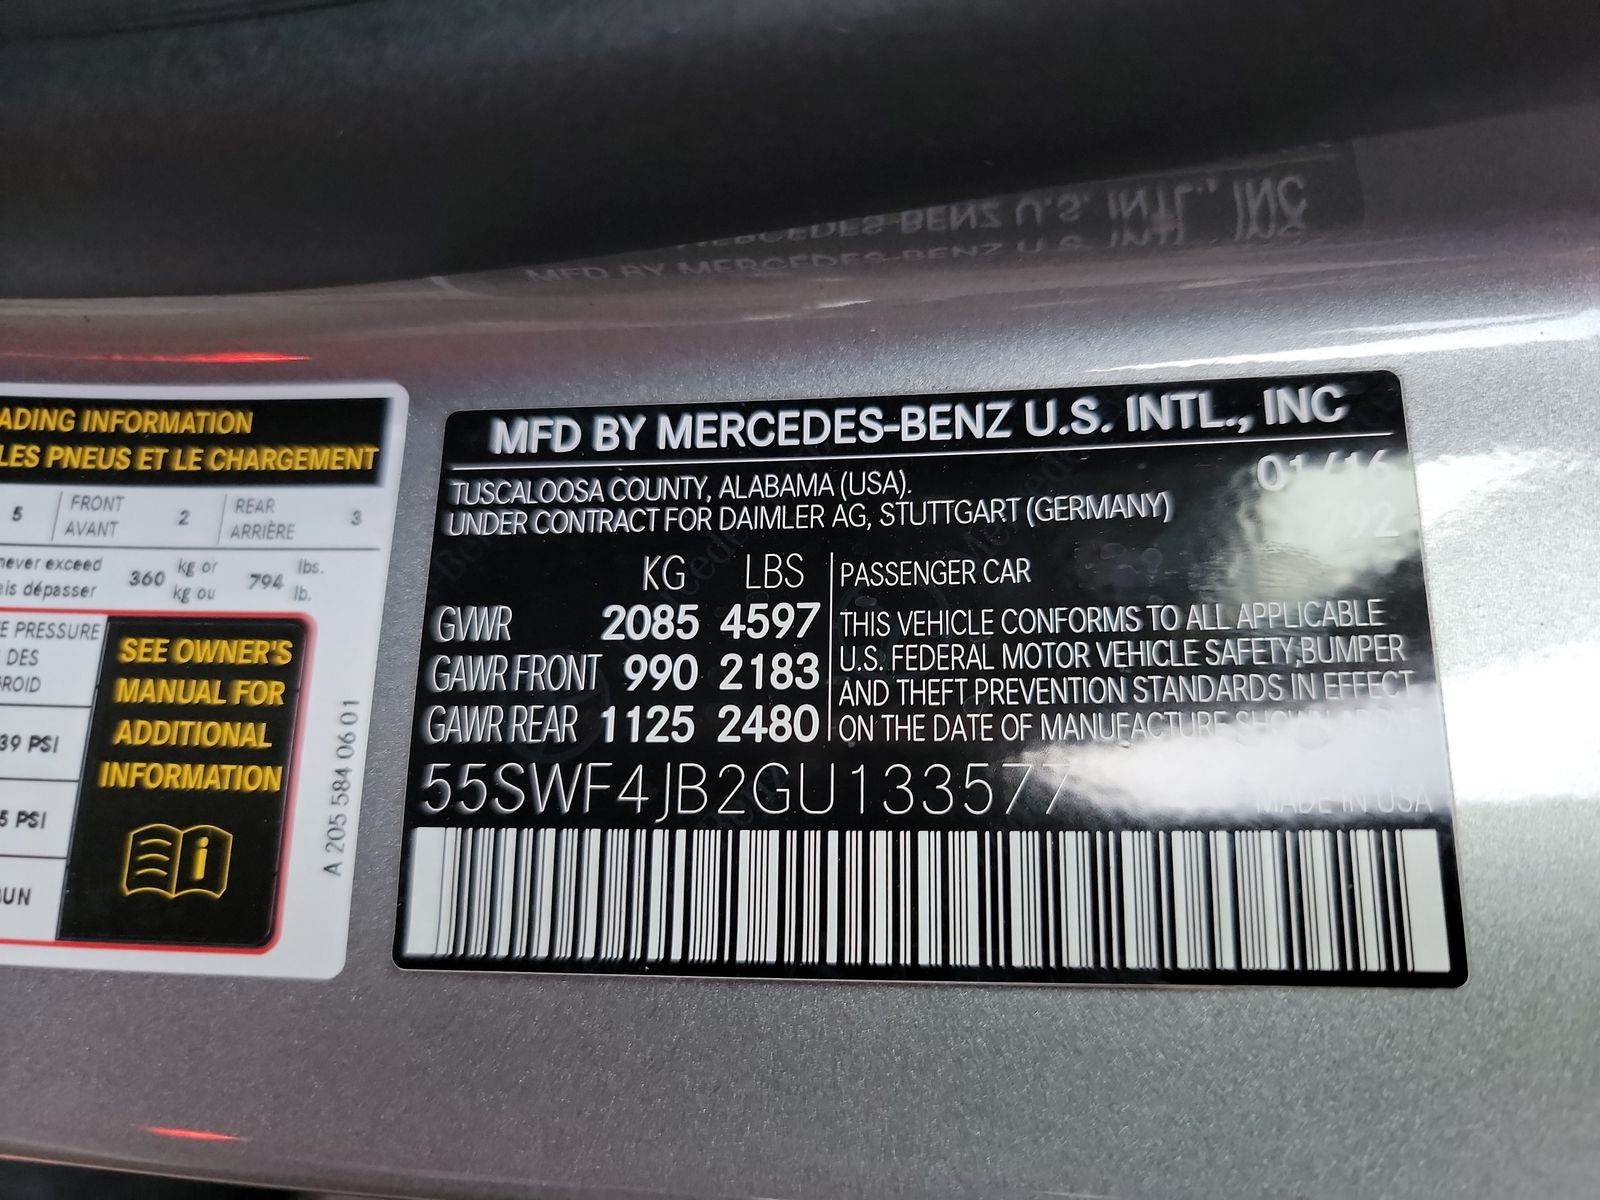 MFD BY MERCEDES-BENZ U.S. INTL., INC
ADING INFORMATION
LES PNEUS ET LE CHARGEMENT
5 FRONT AVANT 2 REAR ARRIÈRE 3
never exceed 360 kg or 794 lbs.
is dépasser kg ou lb.
E PRESSURE
DES
ROID
39 PSI
5 PSI
UN
SEE OWNER'S
MANUAL FOR
ADDITIONAL
INFORMATION
i
A 205 584 06 01
MFD BY MERCEDES-BENZ U.S. INTL., INC
TUSCALOOSA COUNTY, ALABAMA (USA). 01/16
UNDER CONTRACT FOR DAIMLER AG, STUTTGART (GERMANY) 92
KG LBS
GVWR 2085 4597
GAWR FRONT 990 2183
GAWR REAR 1125 2480
PASSENGER CAR
THIS VEHICLE CONFORMS TO ALL APPLICABLE
U.S. FEDERAL MOTOR VEHICLE SAFETY,BUMPER
AND THEFT PREVENTION STANDARDS IN EFFECT
ON THE DATE OF MANUFACTURE SHOWN
55SWF4JB2GU133577
MADE IN USA